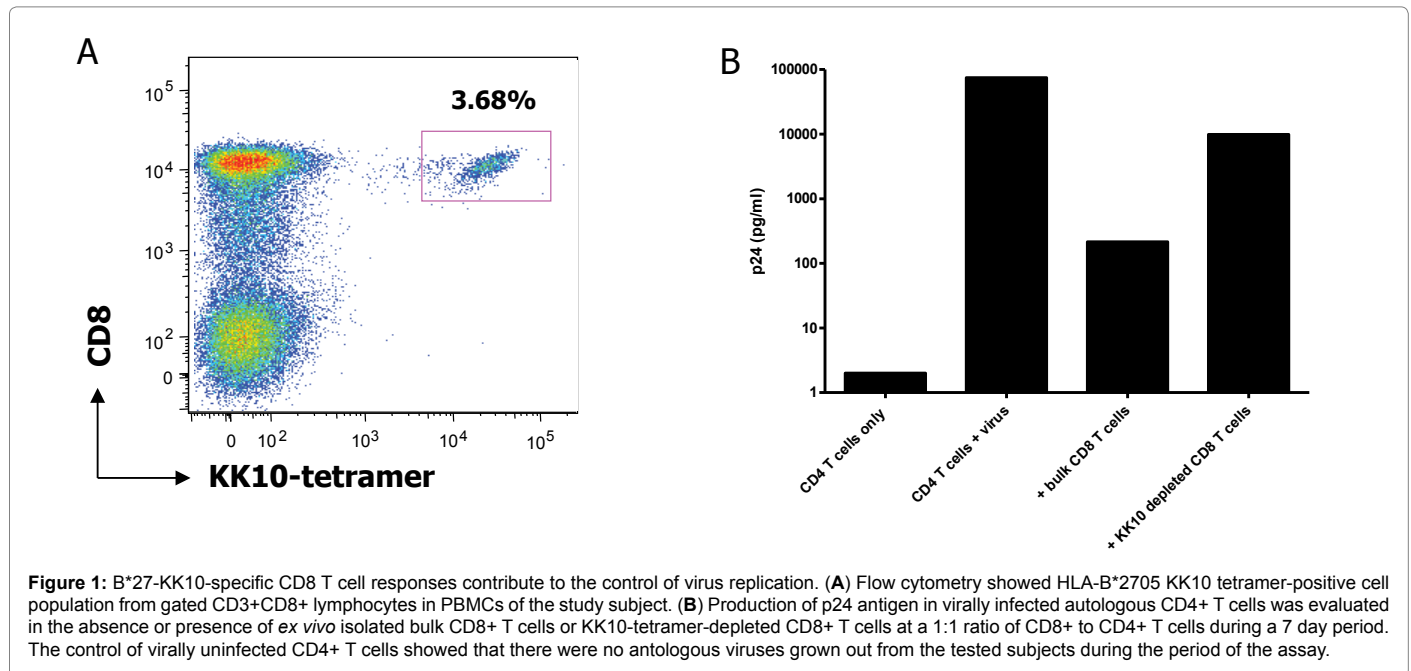 A
3.68%
10^5
10^4
10^3
10^2
0
CD8
0 10^2 10^3 10^4 10^5
KK10-tetramer
B
100000
10000
1000
100
10
1
p24 (pg/ml)
CD4 T cells only
CD4 T cells + virus
+ bulk CD8 T cells
+ KK10 depleted CD8 T cells
Figure 1: B*27-KK10-specific CD8 T cell responses contribute to the control of virus replication. (A) Flow cytometry showed HLA-B*2705 KK10 tetramer-positive cell
population from gated CD3+CD8+ lymphocytes in PBMCs of the study subject. (B) Production of p24 antigen in virally infected autologous CD4+ T cells was evaluated
in the absence or presence of ex vivo isolated bulk CD8+ T cells or KK10-tetramer-depleted CD8+ T cells at a 1:1 ratio of CD8+ to CD4+ T cells during a 7 day period.
The control of virally uninfected CD4+ T cells showed that there were no antologous viruses grown out from the tested subjects during the period of the assay.